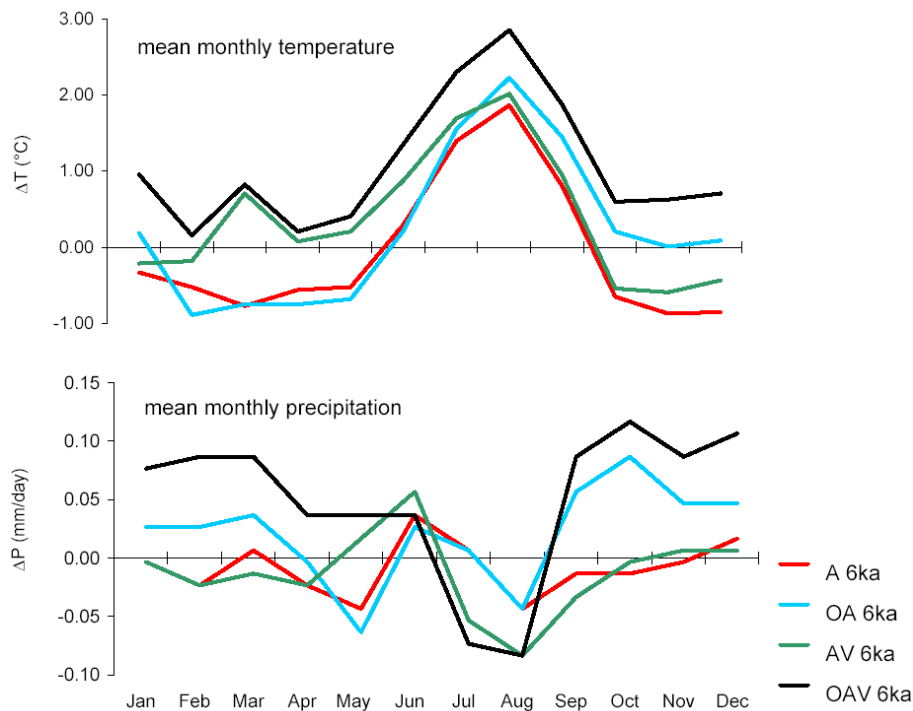 3.00
mean monthly temperature
2.00
ΔT (°C)
1.00
0.00
-1.00
0.15
mean monthly precipitation
0.10
0.05
ΔP (mm/day)
0.00
-0.05
-0.10
Jan Feb Mar Apr May Jun Jul Aug Sep Oct Nov Dec
A 6ka
OA 6ka
AV 6ka
OAV 6ka